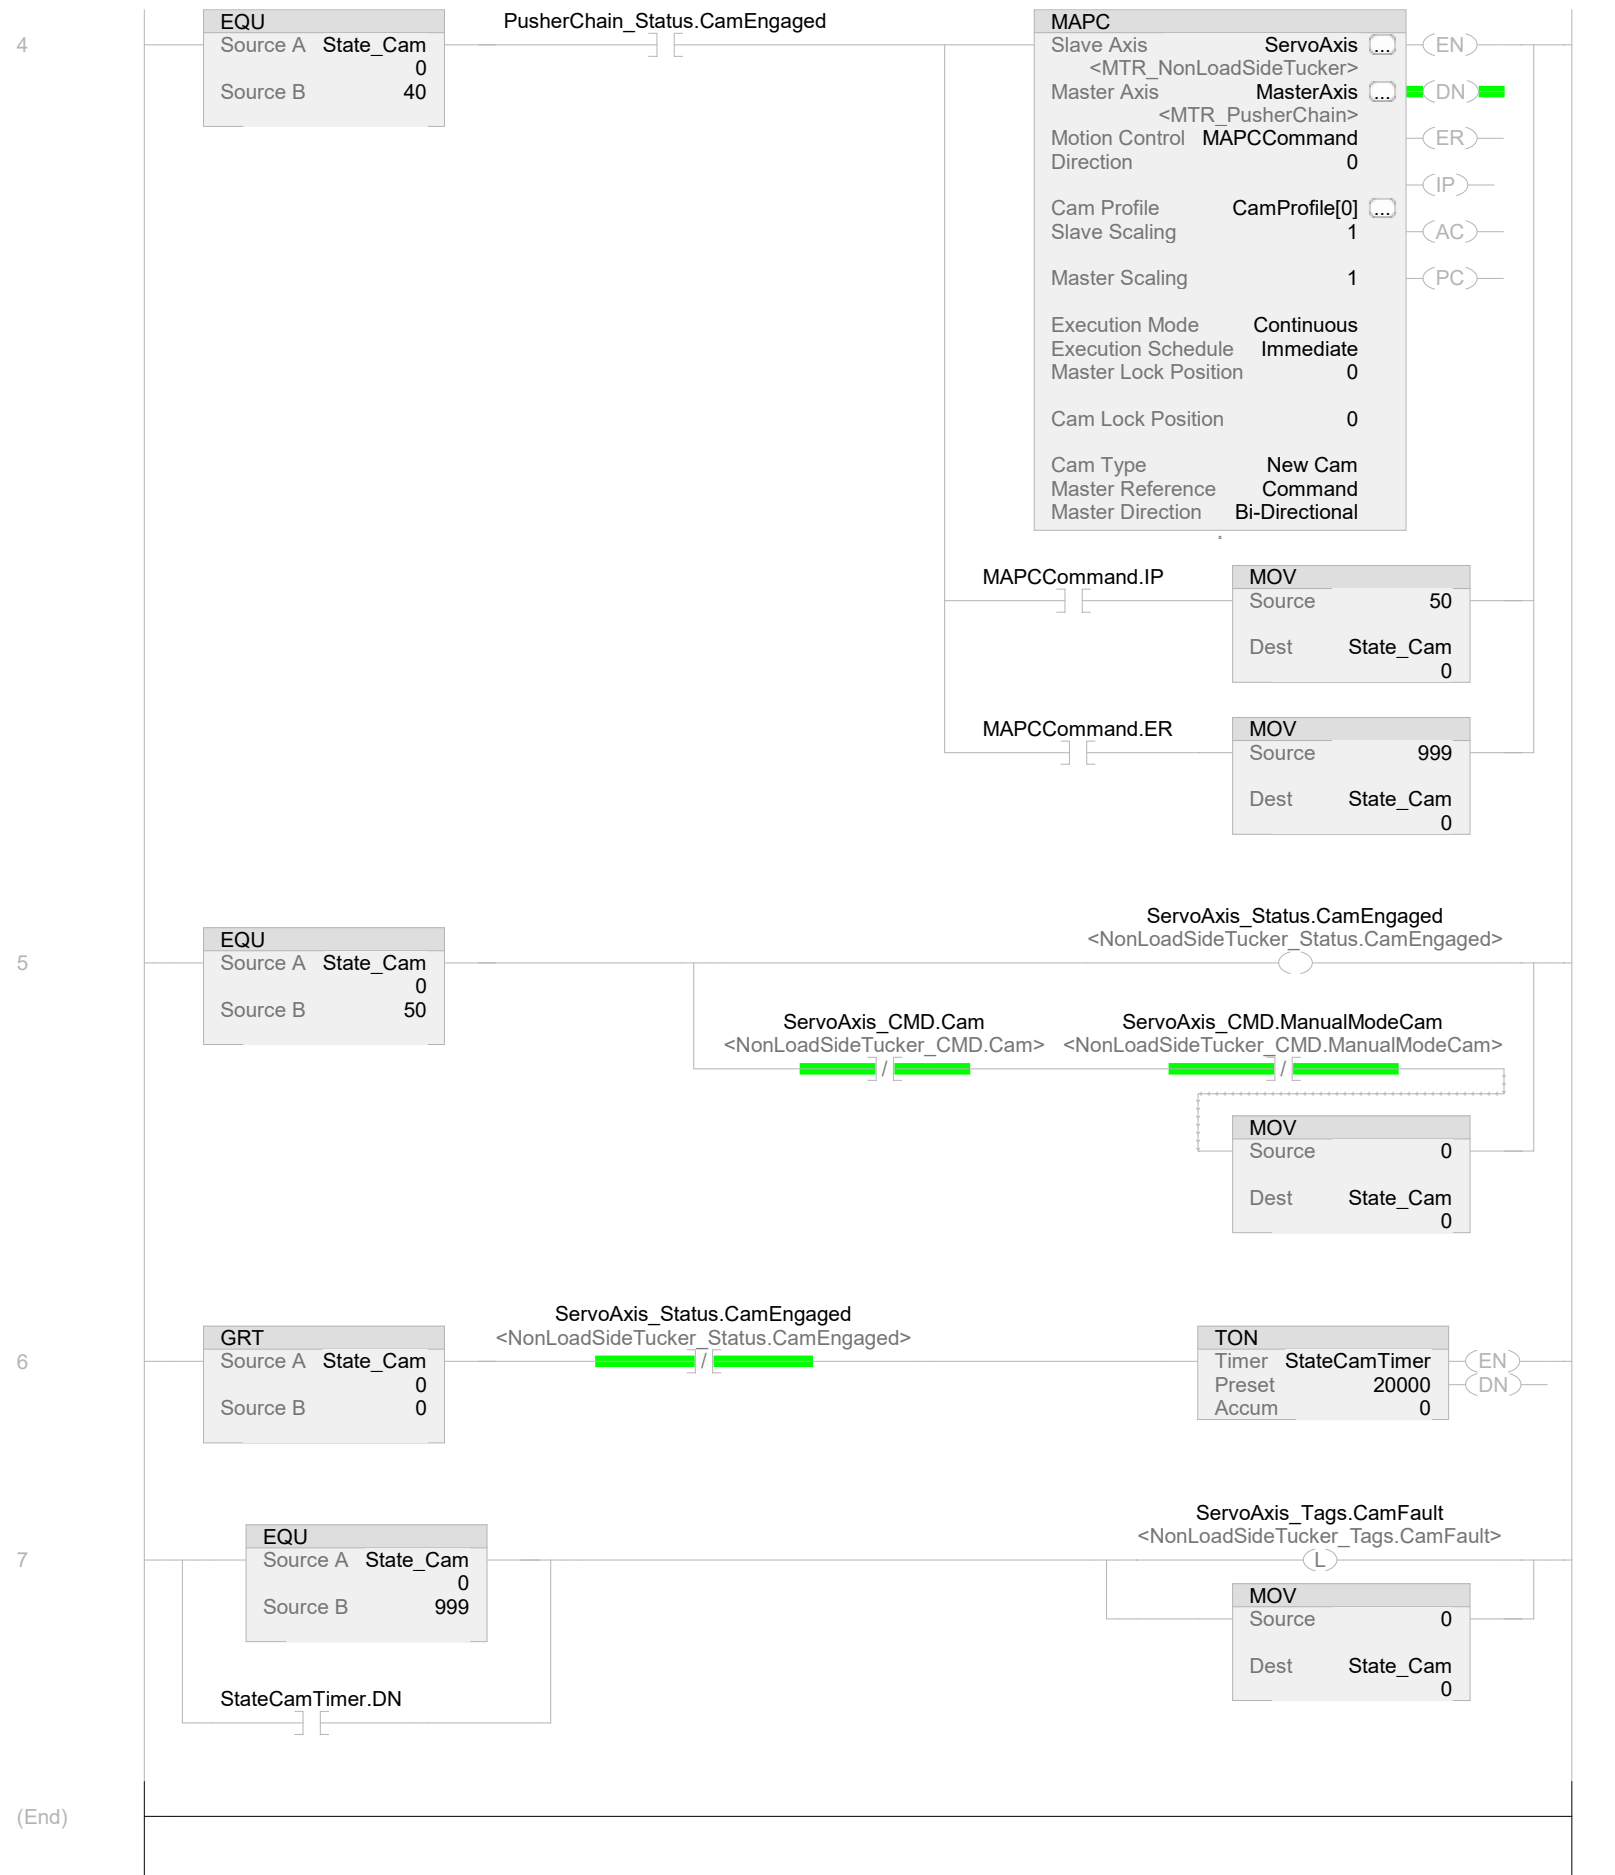 4
EQU
Source A State_Cam
0
Source B 40
PusherChain_Status.CamEngaged
MAPC
Slave Axis ServoAxis ...
<MTR_NonLoadSideTucker>
Master Axis MasterAxis ...
<MTR_PusherChain>
Motion Control MAPCCommand
Direction 0
Cam Profile CamProfile[0] ...
Slave Scaling 1
Master Scaling 1
Execution Mode Continuous
Execution Schedule Immediate
Master Lock Position 0
Cam Lock Position 0
Cam Type New Cam
Master Reference Command
Master Direction Bi-Directional
EN
DN
ER
IP
AC
PC
MAPCCommand.IP
MOV
Source 50
Dest State_Cam
0
MAPCCommand.ER
MOV
Source 999
Dest State_Cam
0
5
EQU
Source A State_Cam
0
Source B 50
ServoAxis_Status.CamEngaged
<NonLoadSideTucker_Status.CamEngaged>
ServoAxis_CMD.Cam
<NonLoadSideTucker_CMD.Cam>
/
ServoAxis_CMD.ManualModeCam
<NonLoadSideTucker_CMD.ManualModeCam>
/
MOV
Source 0
Dest State_Cam
0
6
GRT
Source A State_Cam
0
Source B 0
ServoAxis_Status.CamEngaged
<NonLoadSideTucker_Status.CamEngaged>
/
TON
Timer StateCamTimer
Preset 20000
Accum 0
EN
DN
7
EQU
Source A State_Cam
0
Source B 999
StateCamTimer.DN
ServoAxis_Tags.CamFault
<NonLoadSideTucker_Tags.CamFault>
L
MOV
Source 0
Dest State_Cam
0
(End)